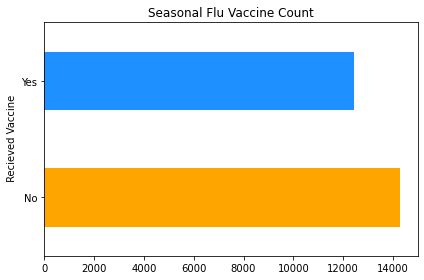 Seasonal Flu Vaccine Count
Recieved Vaccine
Yes
No
0 2000 4000 6000 8000 10000 12000 14000